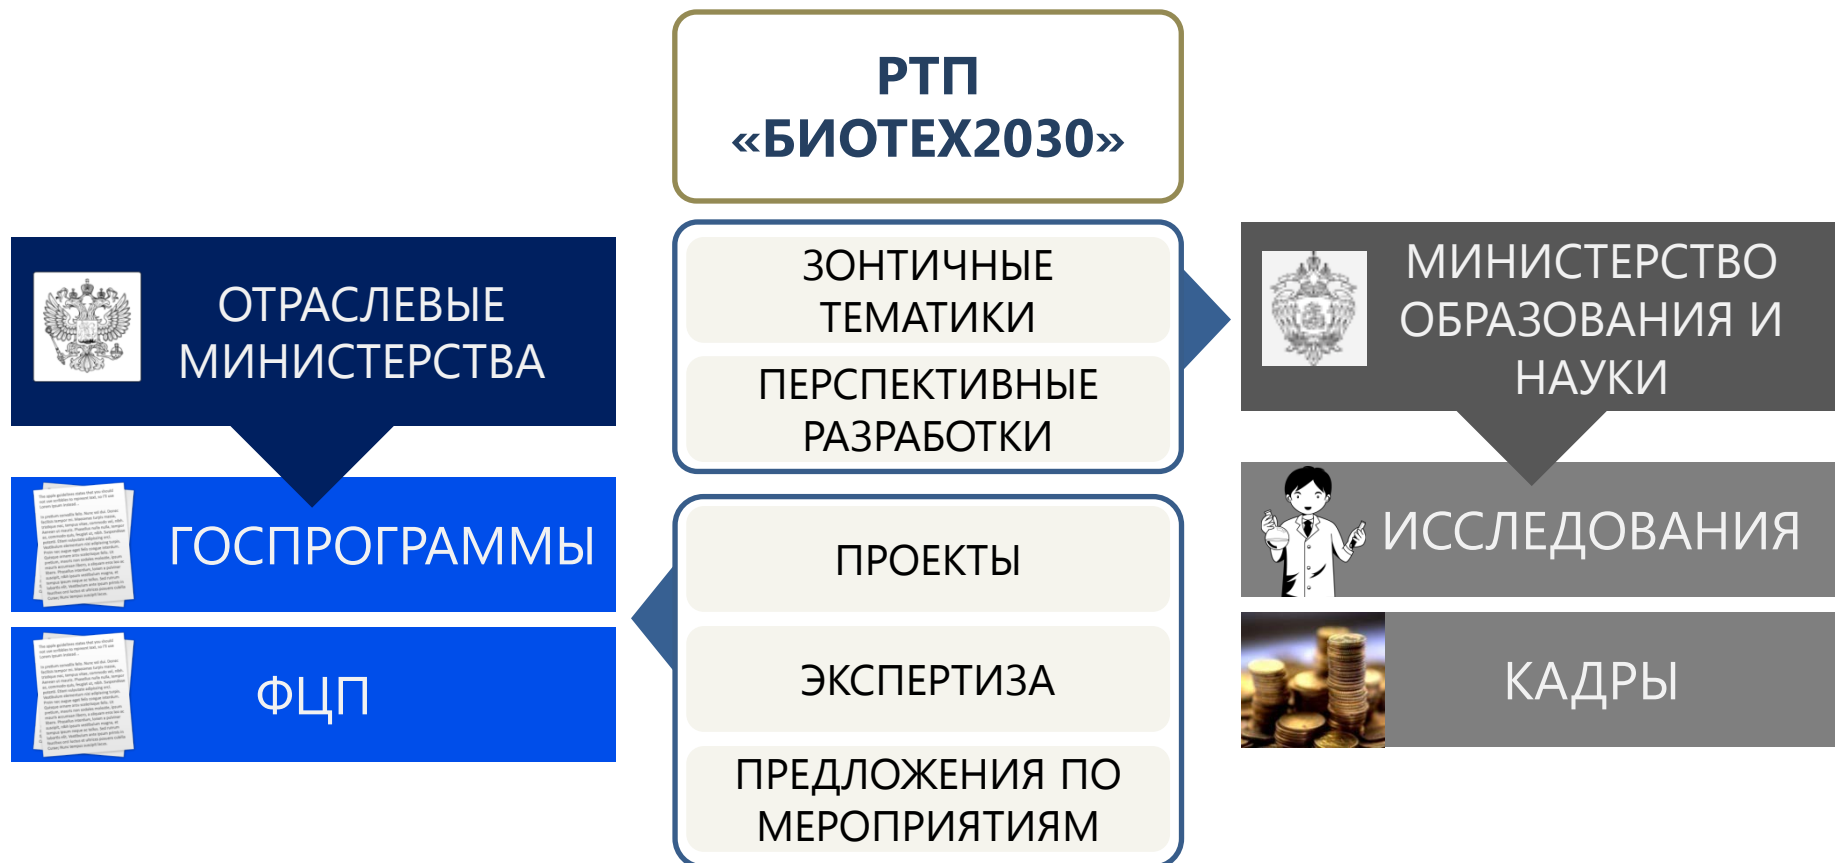 РТП
«БИОТЕХ2030»
ОТРАСЛЕВЫЕ
МИНИСТЕРСТВА
ГОСПРОГРАММЫ
ФЦП
ЗОНТИЧНЫЕ
ТЕМАТИКИ
ПЕРСПЕКТИВНЫЕ
РАЗРАБОТКИ
ПРОЕКТЫ
ЭКСПЕРТИЗА
ПРЕДЛОЖЕНИЯ ПО
МЕРОПРИЯТИЯМ
МИНИСТЕРСТВО
ОБРАЗОВАНИЯ И
НАУКИ
ИССЛЕДОВАНИЯ
КАДРЫ